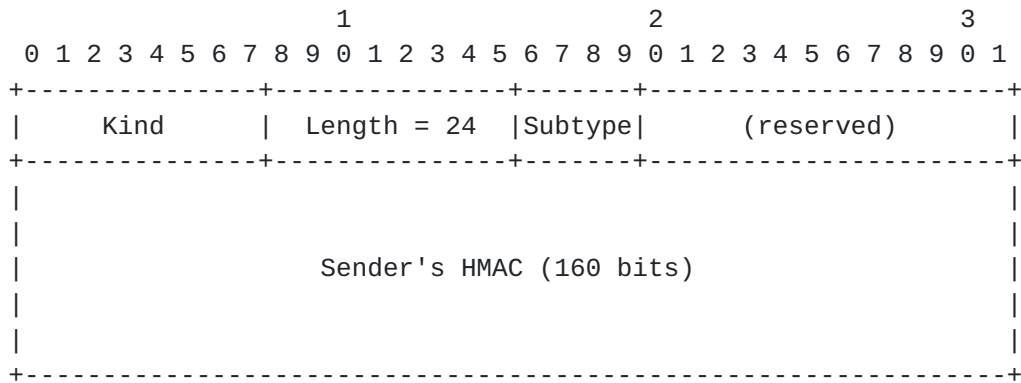 1                   2                   3
 0 1 2 3 4 5 6 7 8 9 0 1 2 3 4 5 6 7 8 9 0 1 2 3 4 5 6 7 8 9 0 1
+---------------+---------------+-------+-----------------------+
|     Kind      |  Length = 24  |Subtype|      (reserved)       |
+---------------+---------------+-------+-----------------------+
|                                                               |
|                                                               |
|                   Sender's HMAC (160 bits)                    |
|                                                               |
|                                                               |
+---------------------------------------------------------------+